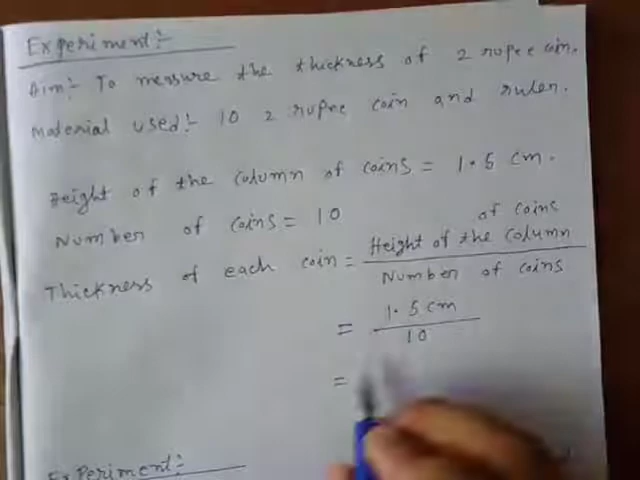 Experiment:-
Aim:- To measure the thickness of 2 rupee coin.
Material used:- 10 2 rupee coin and ruler.
Height of the column of coins = 1.5 cm.
Number of coins = 10
Thickness of each coin = Height of the column of coins
Number of coins
= 1.5 cm
10
=
Experiment:-